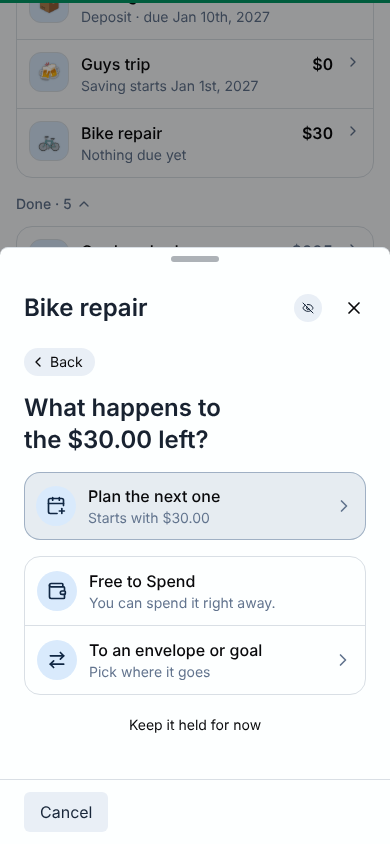 Deposit · due Jan 10th, 2027
Guys trip
$0
Saving starts Jan 1st, 2027
Bike repair
$30
Nothing due yet
Done · 5
Bike repair
Back
What happens to
the $30.00 left?
Plan the next one
Starts with $30.00
Free to Spend
You can spend it right away.
To an envelope or goal
Pick where it goes
Keep it held for now
Cancel